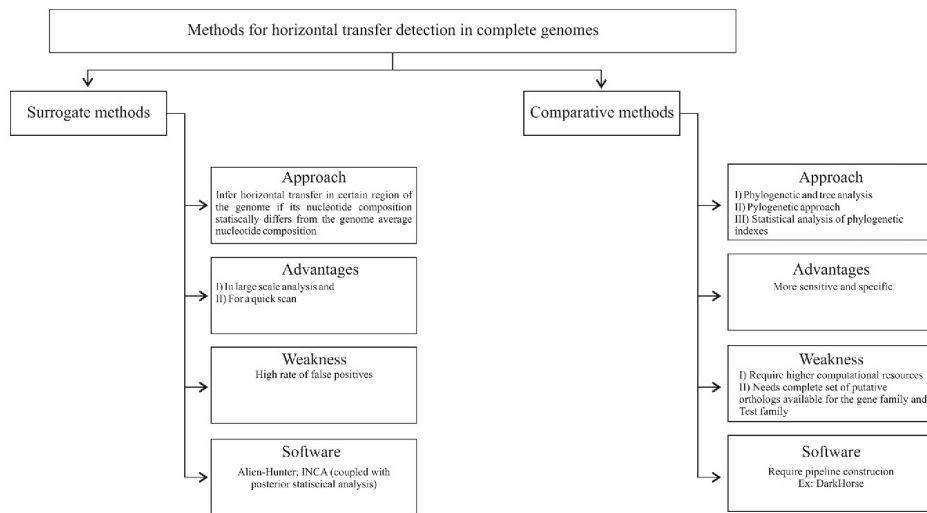 Methods for horizontal transfer detection in complete genomes
Surrogate methods
Approach
Infer horizontal transfer in certain region of
the genome if its nucleotide composition
statiscally differs from the genome average
nucleotide composition
Advantages
I) In large scale analysis and
II) For a quick scan
Weakness
High rate of false positives
Software
Alien-Hunter; INCA (coupled with
posterior statiscical analysis)
Comparative methods
Approach
I) Phylogenetic and tree analysis
II) Pylogenetic approach
III) Statistical analysis of phylogenetic
indexes
Advantages
More sensitive and specific
Weakness
I) Require higher computational resources
II) Needs complete set of putative
orthologs available for the gene family and
Test family
Software
Require pipeline construcion
Ex: DarkHorse